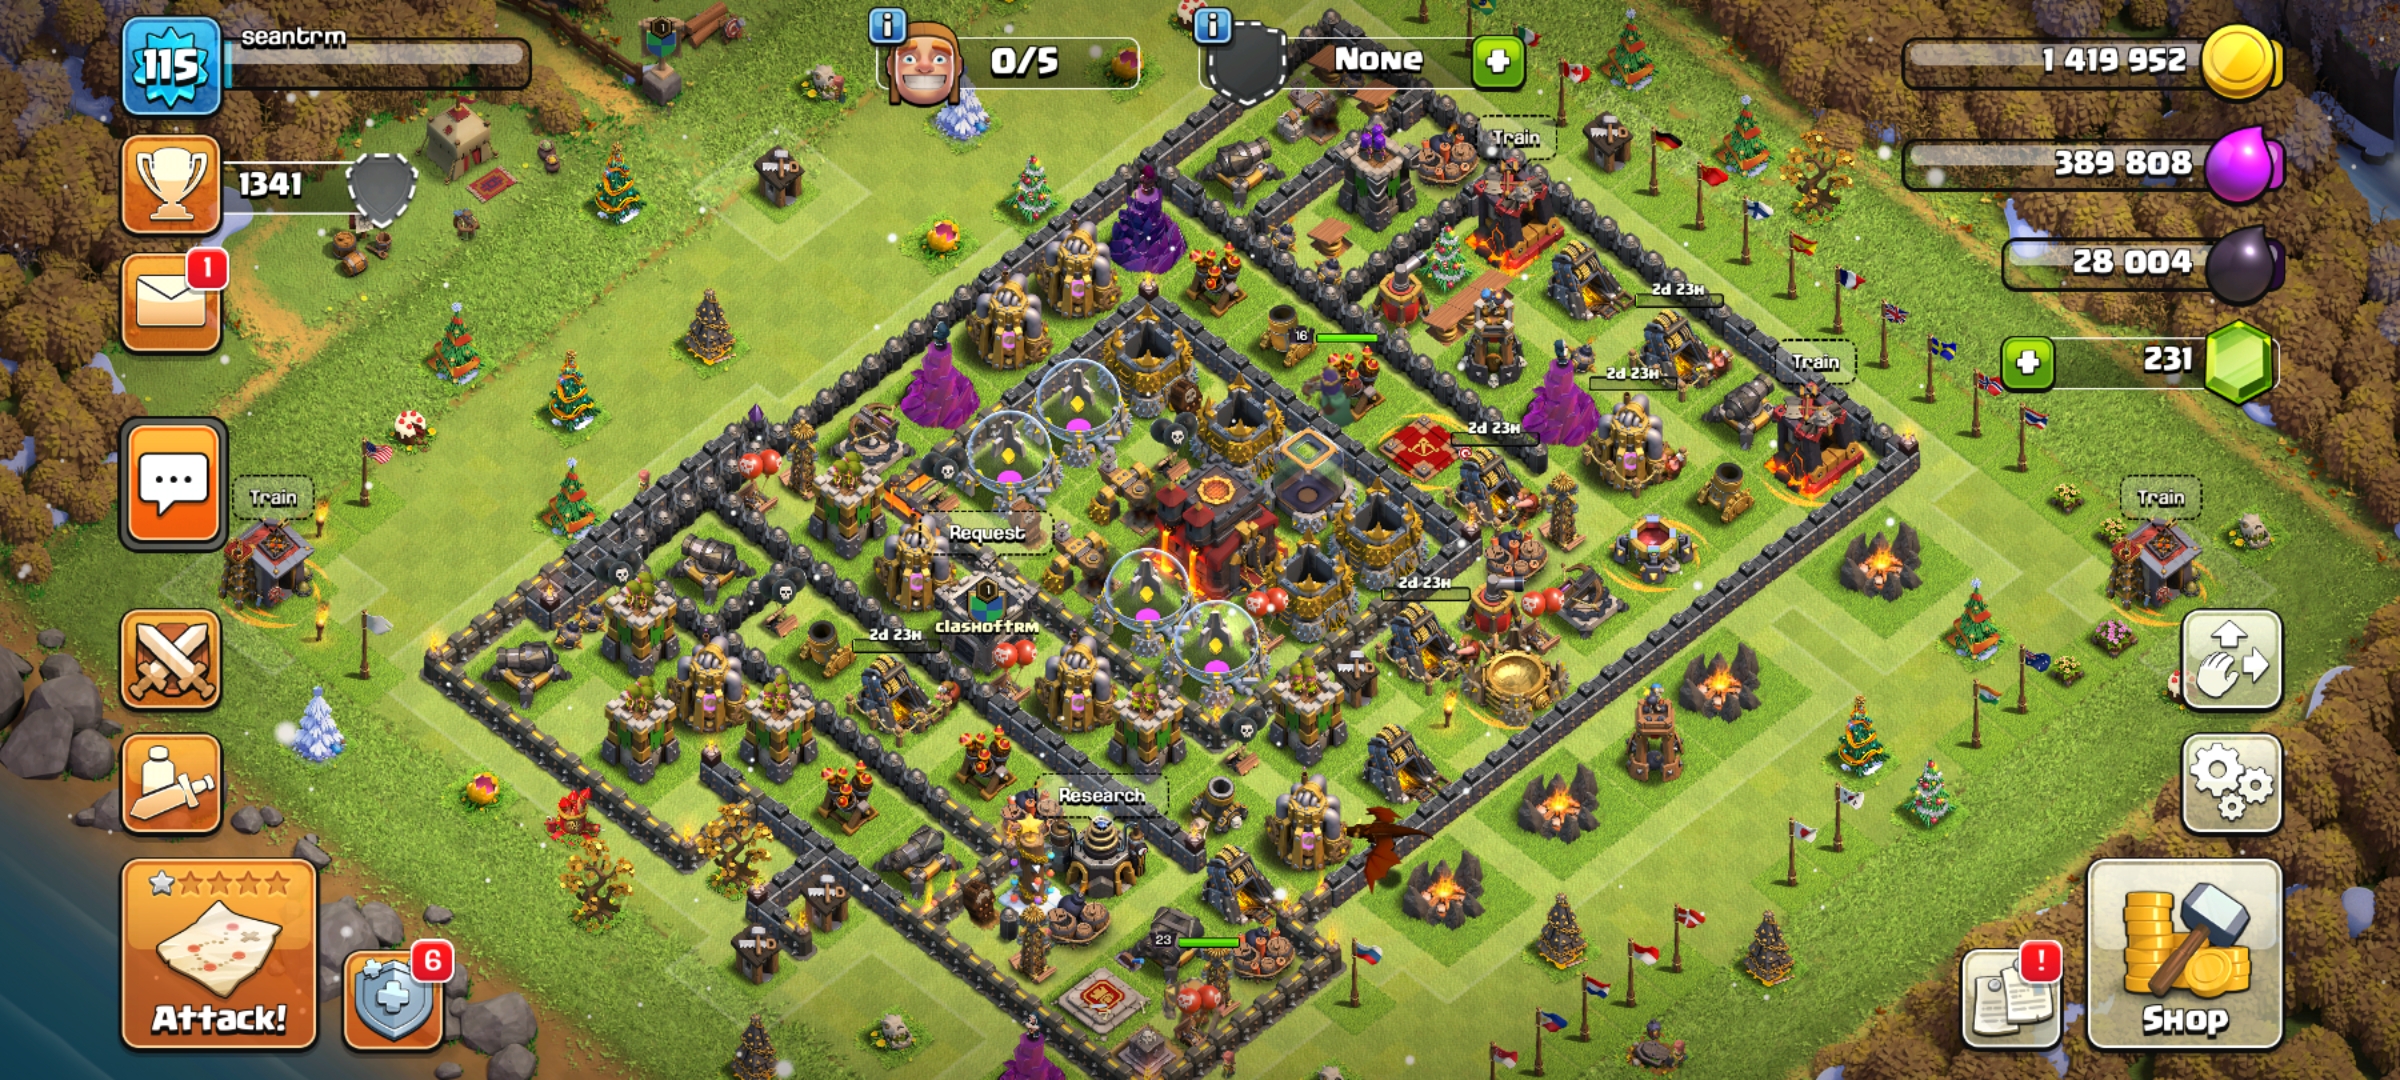 115
seantrm
0/5
None
1 419 952
1341
389 808
28 004
231
1
Train
Train
Train
Train
2d 23H
2d 23H
2d 23H
2d 23H
2d 23H
16
Request
clashoftrm
Research
23
Attack!
6
!
Shop